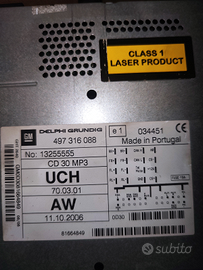 CLASS 1
LASER PRODUCT
GM
DELPHI GRUNDIG
497 316 088
e1
034451
Made in Portugal
No: 13255555
CD 30 MP3
UCH
70.03.01
AW
11.10.2006
0030
81664849
subito